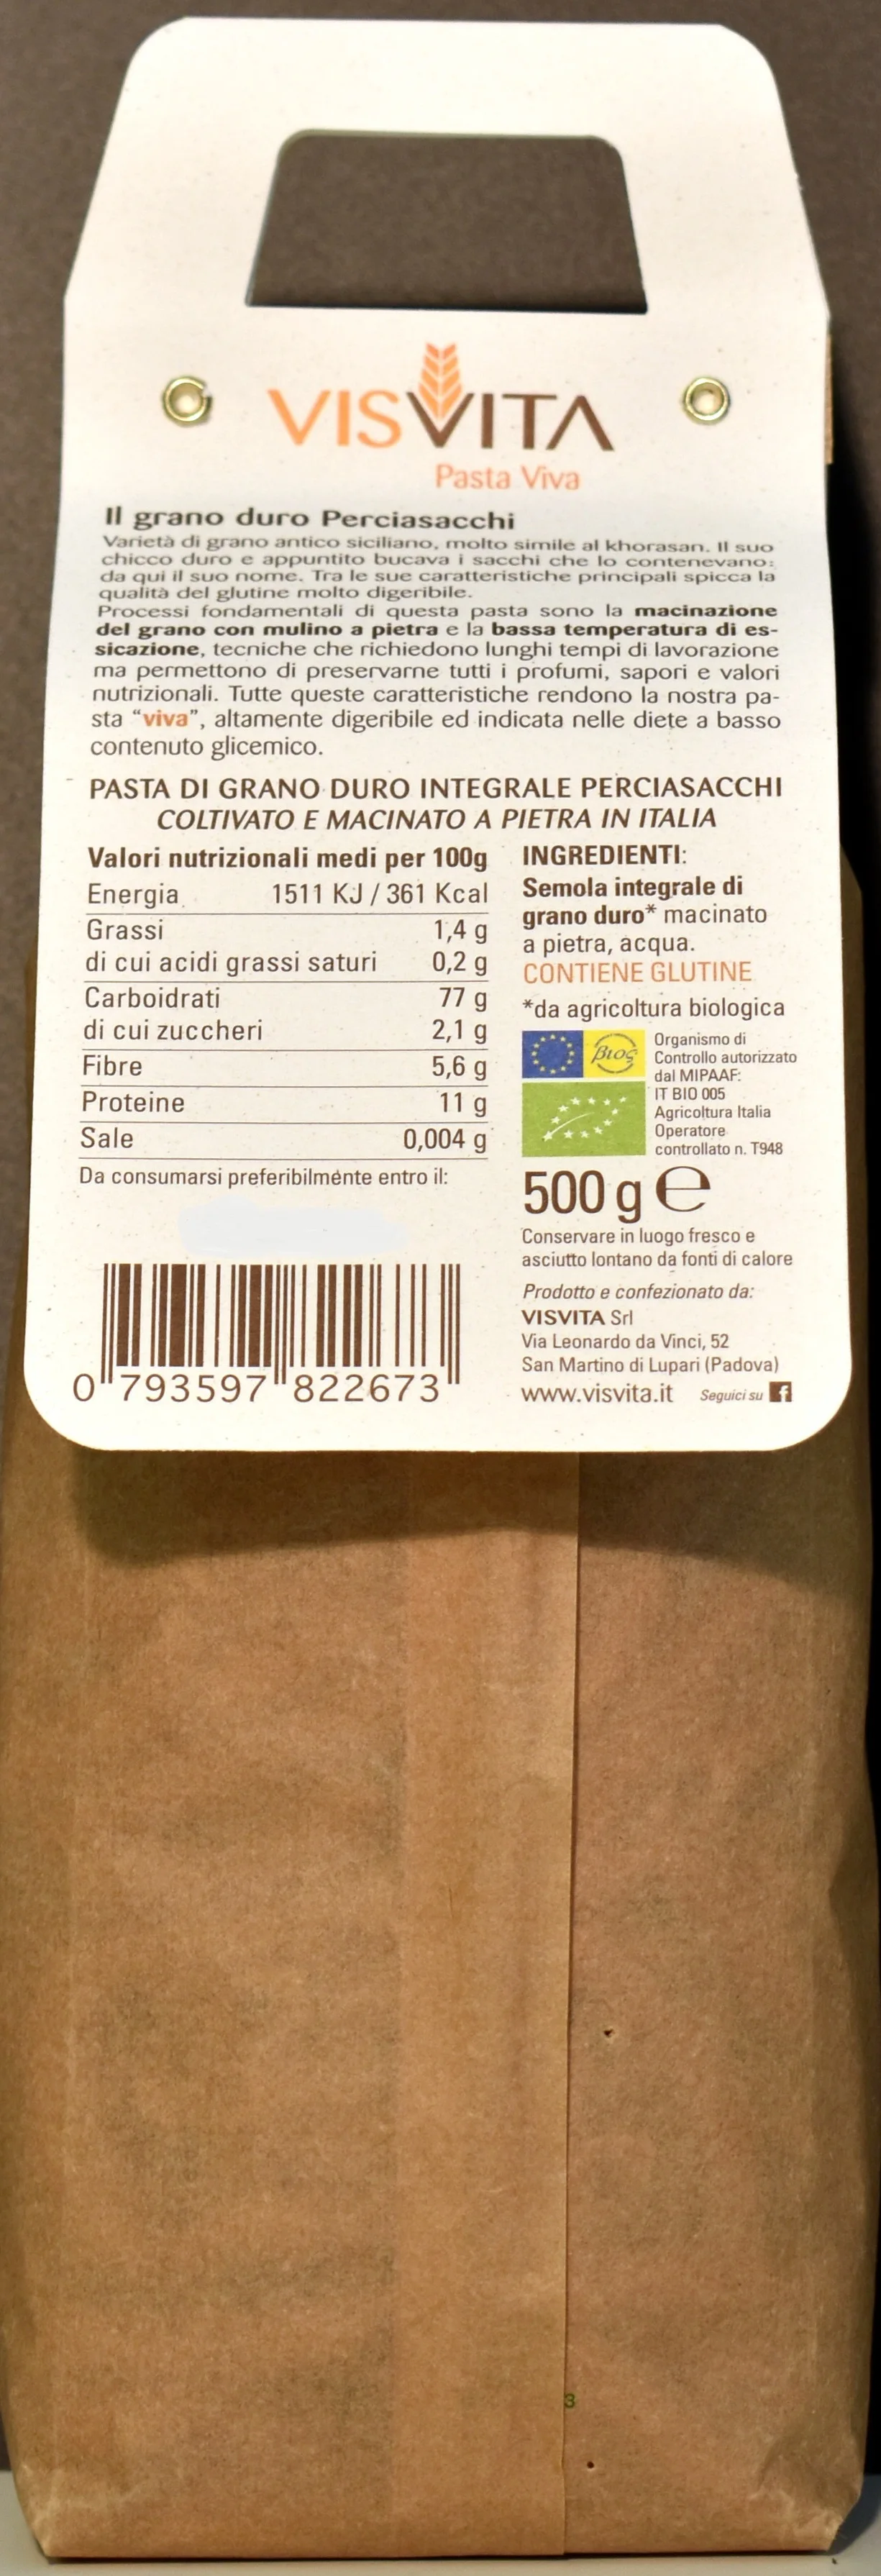 VISVITA
Pasta Viva
Il grano duro Perciasacchi
Varietà di grano antico siciliano, molto simile al khorasan. Il suo
chicco duro e appuntito bucava i sacchi che lo contenevano:
da qui il suo nome. Tra le sue caratteristiche principali spicca la
qualità del glutine molto digeribile.
Processi fondamentali di questa pasta sono la macinazione
del grano con mulino a pietra e la bassa temperatura di es-
sicazione, tecniche che richiedono lunghi tempi di lavorazione
ma permettono di preservarne tutti i profumi, sapori e valori
nutrizionali. Tutte queste caratteristiche rendono la nostra pa-
sta “viva”, altamente digeribile ed indicata nelle diete a basso
contenuto glicemico.
PASTA DI GRANO DURO INTEGRALE PERCIASACCHI
COLTIVATO E MACINATO A PIETRA IN ITALIA
Valori nutrizionali medi per 100g
Energia 1511 KJ / 361 Kcal
Grassi 1,4 g
di cui acidi grassi saturi 0,2 g
Carboidrati 77 g
di cui zuccheri 2,1 g
Fibre 5,6 g
Proteine 11 g
Sale 0,004 g
Da consumarsi preferibilmente entro il:
0 793597 822673
INGREDIENTI:
Semola integrale di
grano duro* macinato
a pietra, acqua.
CONTIENE GLUTINE
*da agricoltura biologica
Bios
Organismo di
Controllo autorizzato
dal MIPAAF:
IT BIO 005
Agricoltura Italia
Operatore
controllato n. T948
500 g e
Conservare in luogo fresco e
asciutto lontano da fonti di calore
Prodotto e confezionato da:
VISVITA Srl
Via Leonardo da Vinci, 52
San Martino di Lupari (Padova)
www.visvita.it Seguici su f
3